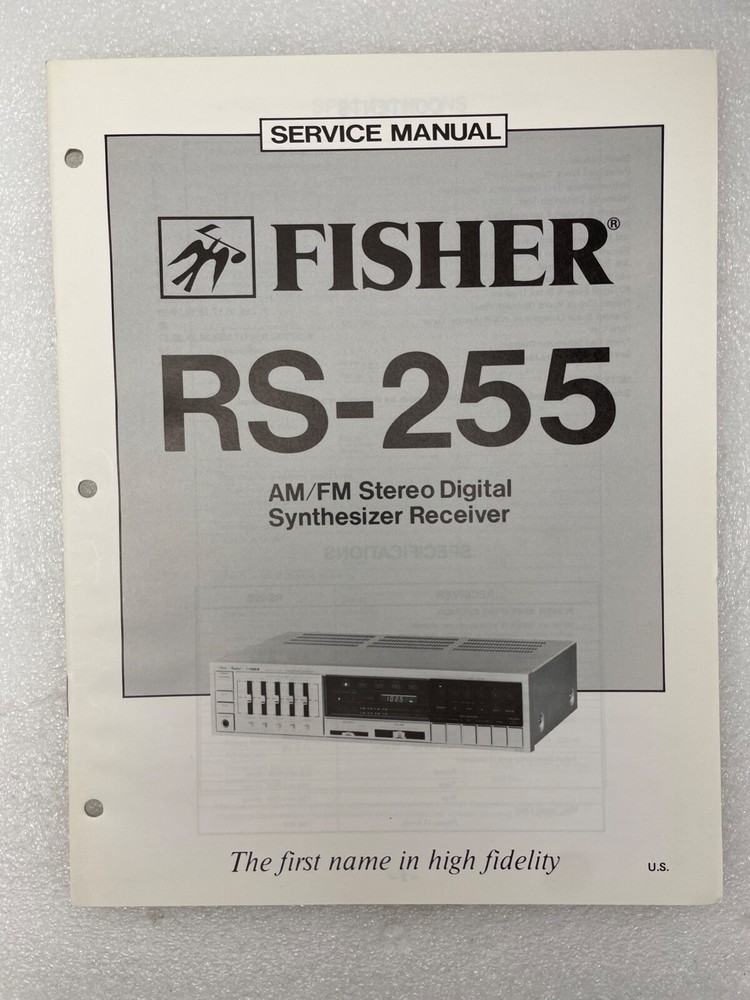 SERVICE MANUAL
FISHER®
RS-255
AM/FM Stereo Digital
Synthesizer Receiver
The first name in high fidelity
U.S.